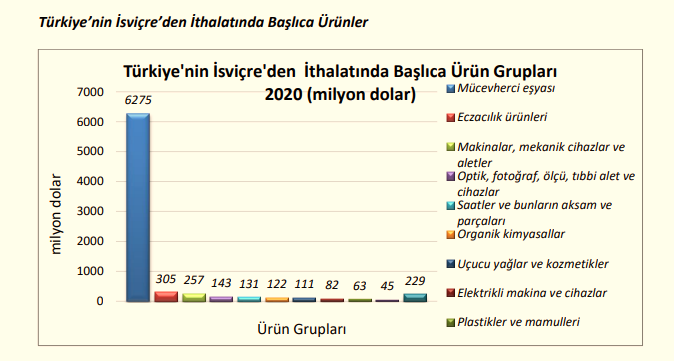 Türkiye’nin İsviçre’den İthalatında Başlıca Ürünler
Türkiye'nin İsviçre'den İthalatında Başlıca Ürün Grupları
2020 (milyon dolar)
milyon dolar
7000
6000
5000
4000
3000
2000
1000
0
6275
305
257
143
131
122
111
82
63
45
229
Ürün Grupları
Mücevherci eşyası
Eczacılık ürünleri
Makinalar, mekanik cihazlar ve
aletler
Optik, fotoğraf, ölçü, tıbbi alet ve
cihazlar
Saatler ve bunların aksam ve
parçaları
Organik kimyasallar
Uçucu yağlar ve kozmetikler
Elektrikli makina ve cihazlar
Plastikler ve mamulleri